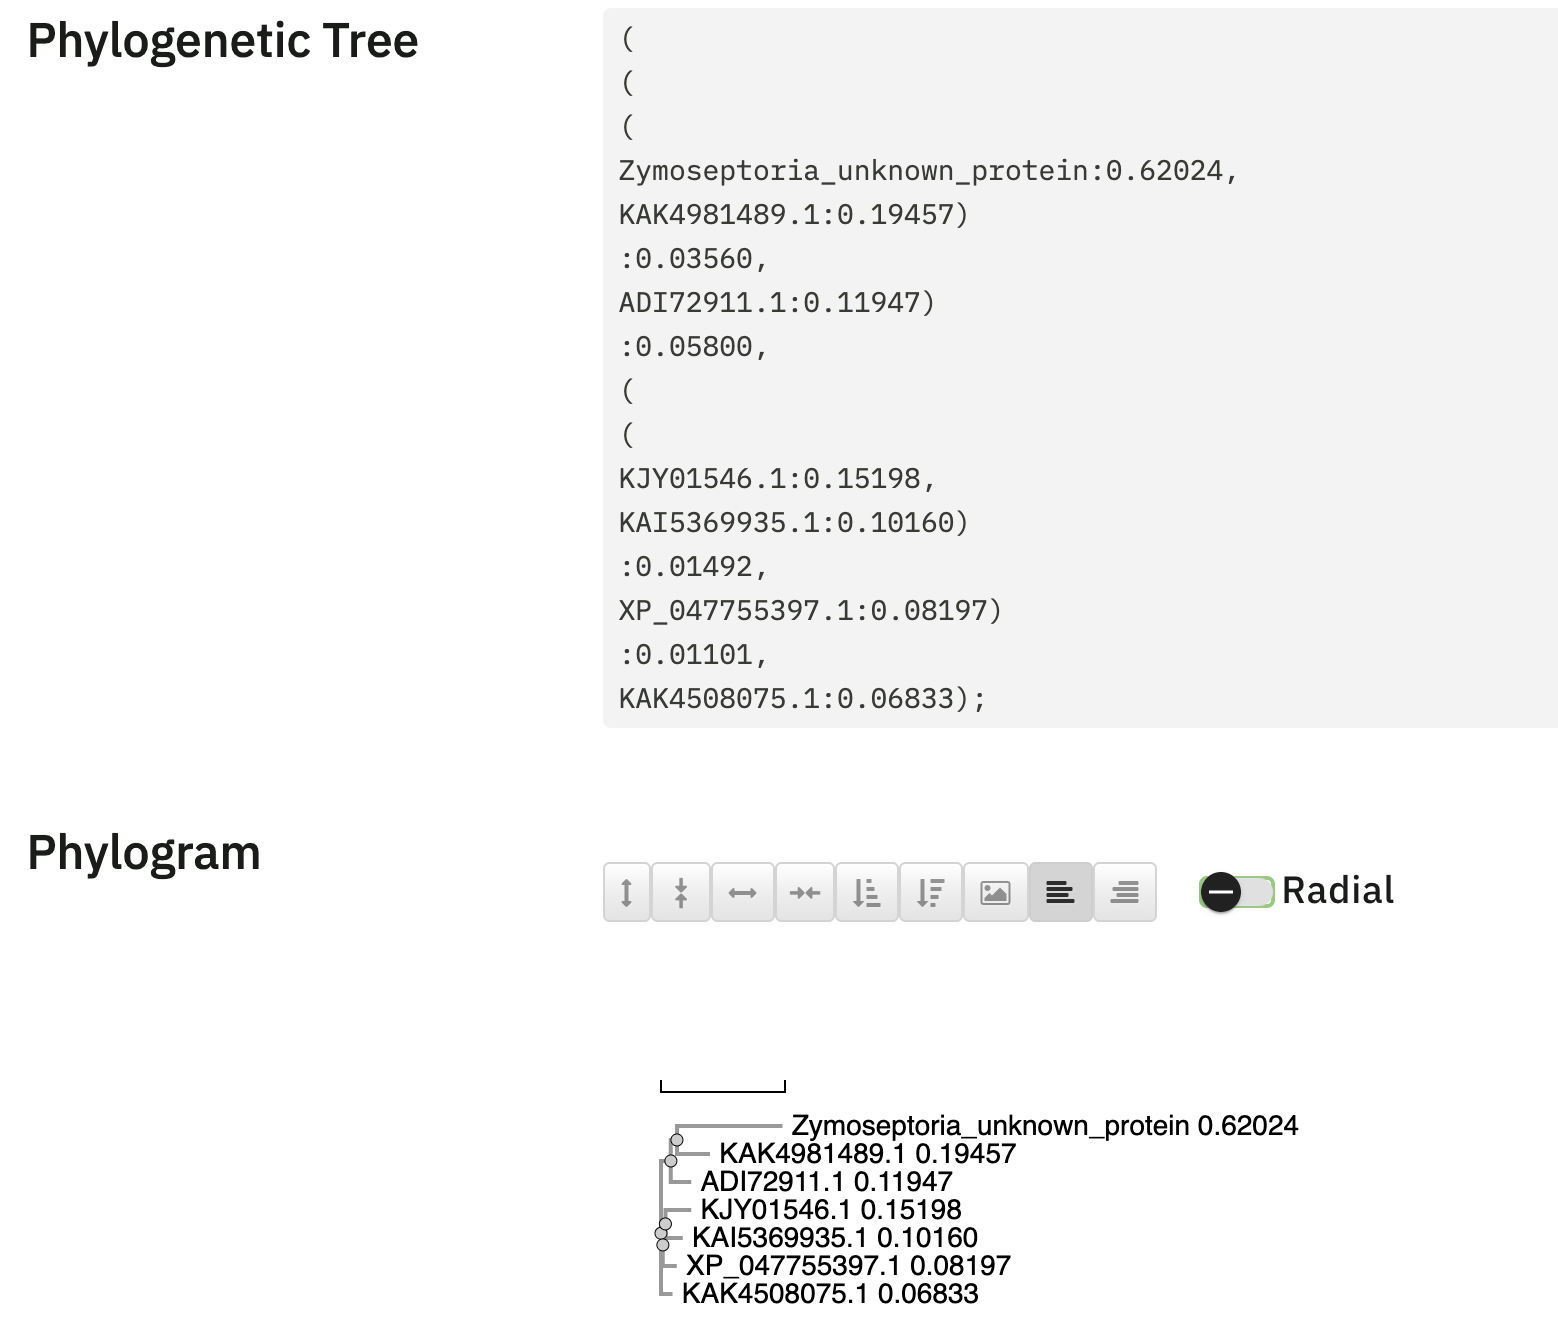 Phylogenetic Tree
(
(
(
Zymoseptoria_unknown_protein:0.62024,
KAK4981489.1:0.19457)
:0.03560,
ADI72911.1:0.11947)
:0.05800,
(
(
KJY01546.1:0.15198,
KAI5369935.1:0.10160)
:0.01492,
XP_047755397.1:0.08197)
:0.01101,
KAK4508075.1:0.06833);
Phylogram
Radial
Zymoseptoria_unknown_protein 0.62024
KAK4981489.1 0.19457
ADI72911.1 0.11947
KJY01546.1 0.15198
KAI5369935.1 0.10160
XP_047755397.1 0.08197
KAK4508075.1 0.06833